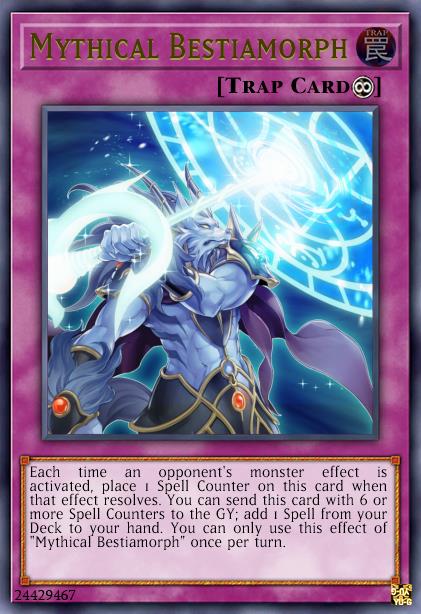 Mythical Bestiamorph
TRAP
罠
[Trap Card]
Each time an opponent's monster effect is
activated, place 1 Spell Counter on this card when
that effect resolves. You can send this card with 6 or
more Spell Counters to the GY; add 1 Spell from your
Deck to your hand. You can only use this effect of
"Mythical Bestiamorph" once per turn.
24429467